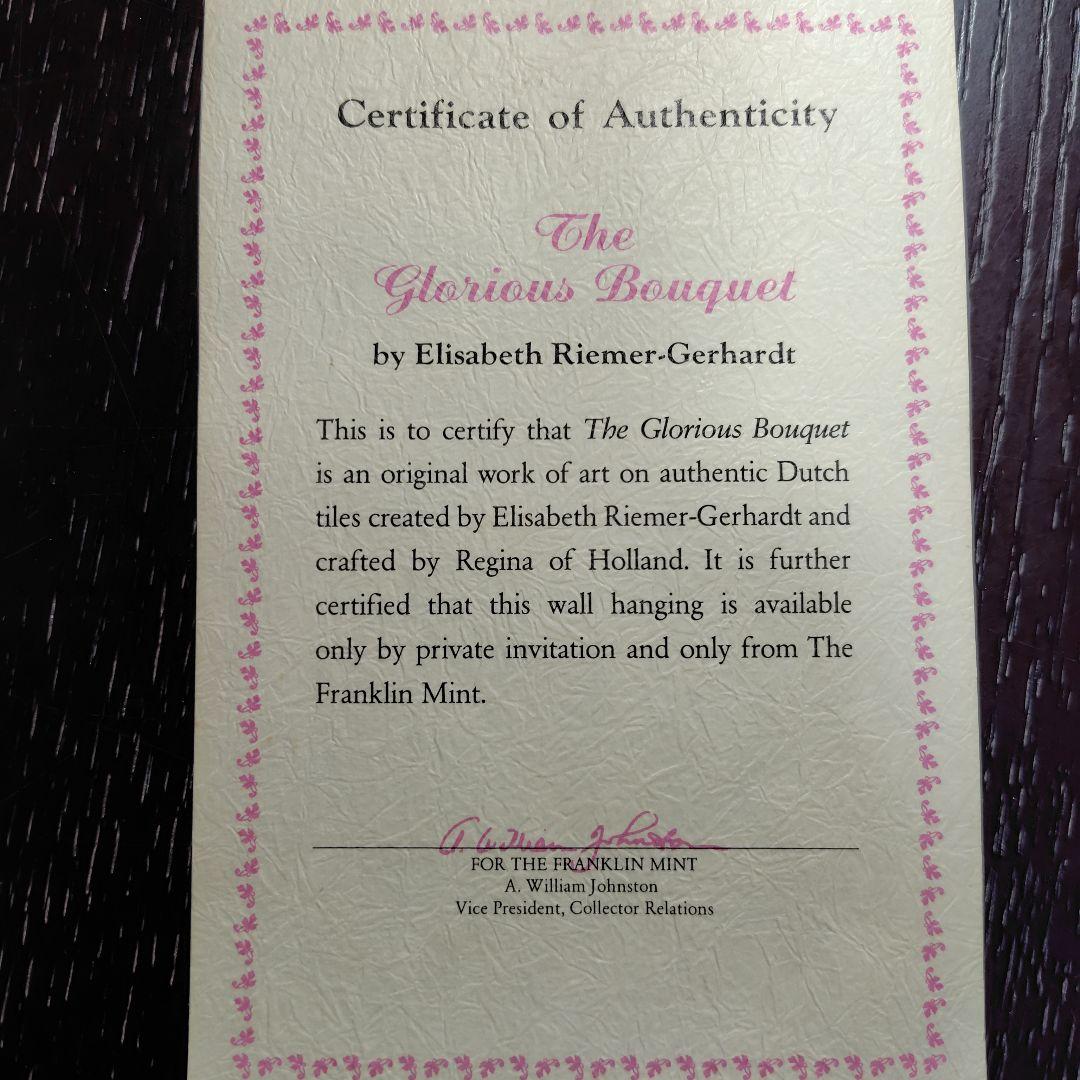 Certificate of Authenticity
The
Glorious Bouquet
by Elisabeth Riemer-Gerhardt
This is to certify that The Glorious Bouquet
is an original work of art on authentic Dutch
tiles created by Elisabeth Riemer-Gerhardt and
crafted by Regina of Holland. It is further
certified that this wall hanging is available
only by private invitation and only from The
Franklin Mint.
A. William Johnston
FOR THE FRANKLIN MINT
A. William Johnston
Vice President, Collector Relations